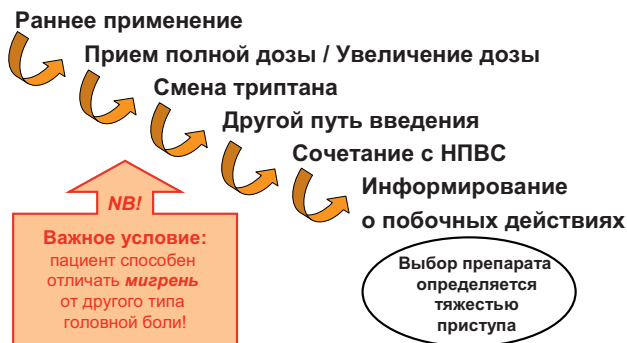 Раннее применение
Прием полной дозы / Увеличение дозы
Смена триптана
Другой путь введения
Сочетание с НПВС
Информирование
о побочных действиях
NB!
Важное условие:
пациент способен
отличать мигрень
от другого типа
головной боли!
Выбор препарата
определяется
тяжестью
приступа